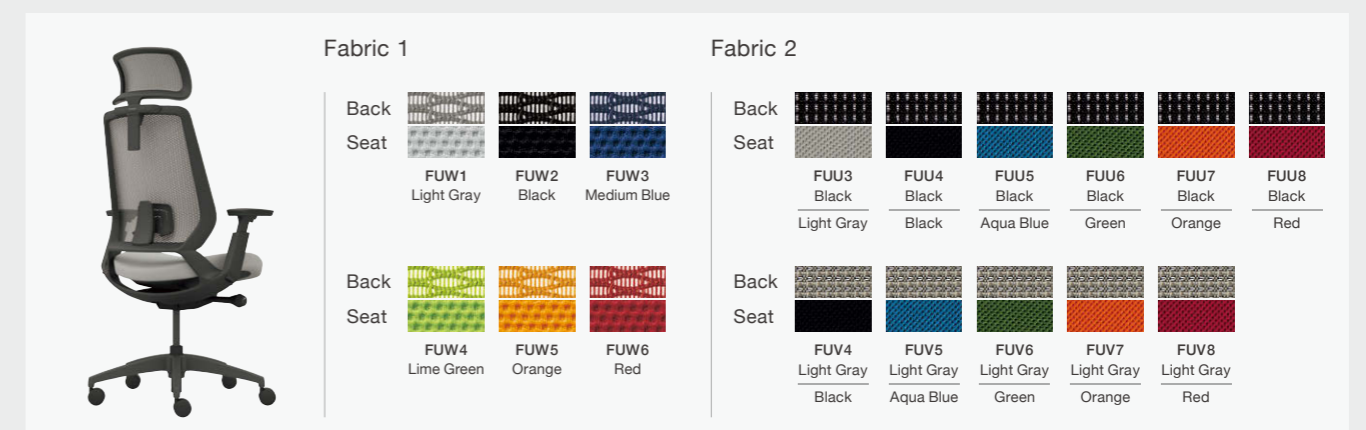 Fabric 1
Back
Seat
FUW1 FUW2 FUW3
Light Gray Black Medium Blue
Back
Seat
FUW4 FUW5 FUW6
Lime Green Orange Red
Fabric 2
Back
Seat
FUU3 FUU4 FUU5 FUU6 FUU7 FUU8
Black Black Black Black Black Black
Light Gray Black Aqua Blue Green Orange Red
Back
Seat
FUV4 FUV5 FUV6 FUV7 FUV8
Light Gray Light Gray Light Gray Light Gray Light Gray
Black Aqua Blue Green Orange Red